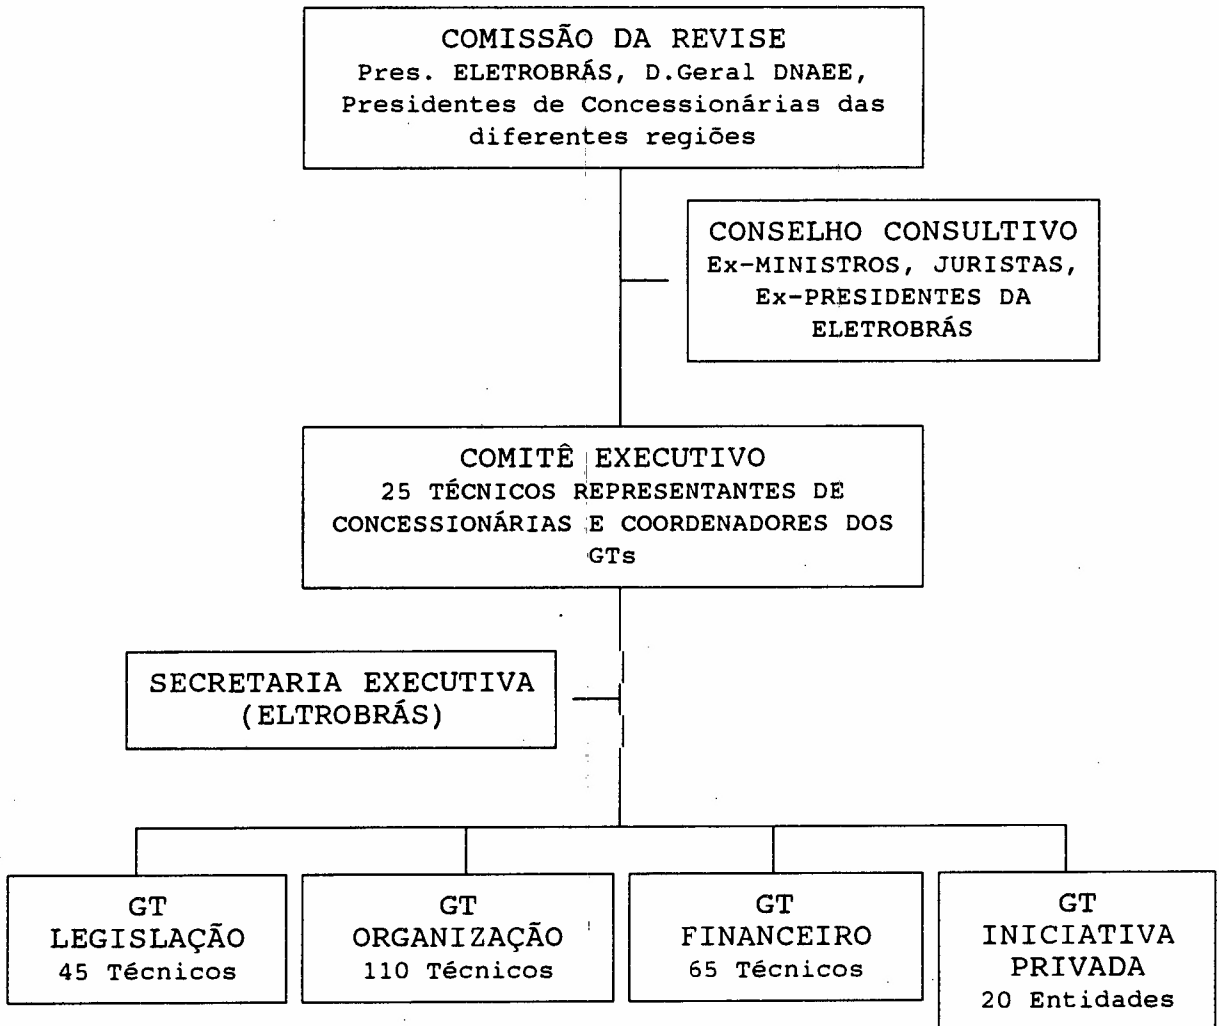 COMISSÃO DA REVISE
Pres. ELETROBRÁS, D.Geral DNAEE,
Presidentes de Concessionárias das
diferentes regiões
CONSELHO CONSULTIVO
Ex-MINISTROS, JURISTAS,
Ex-PRESIDENTES DA
ELETROBRÁS
COMITÊ EXECUTIVO
25 TÉCNICOS REPRESENTANTES DE
CONCESSIONÁRIAS E COORDENADORES DOS
GTs
SECRETARIA EXECUTIVA
(ELTROBRÁS)
GT
LEGISLAÇÃO
45 Técnicos
GT
ORGANIZAÇÃO
110 Técnicos
GT
FINANCEIRO
65 Técnicos
GT
INICIATIVA
PRIVADA
20 Entidades